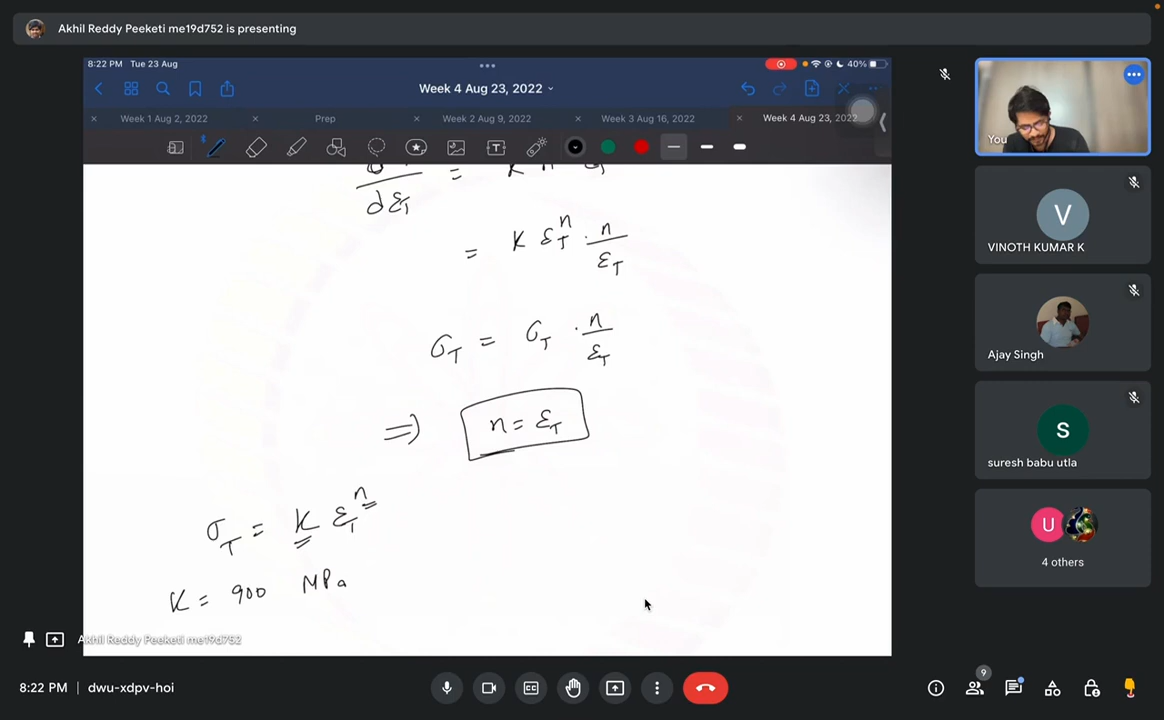 Akhil Reddy Peeketi me19d752 is presenting
8:22 PM Tue 23 Aug
40%
Week 4 Aug 23, 2022
Week 1 Aug 2, 2022
Prep
Week 2 Aug 9, 2022
Week 3 Aug 16, 2022
Week 4 Aug 23, 2022
dε_T =
= K ε_T^n · n/ε_T
σ_T = σ_T · n/ε_T
⇒ n = ε_T
σ_T = K ε_T^n
K = 900 MPa
Akhil Reddy Peeketi me19d752
You
V
VINOTH KUMAR K
Ajay Singh
S
suresh babu utla
U
4 others
8:22 PM | dwu-xdpv-hoi
CC
9